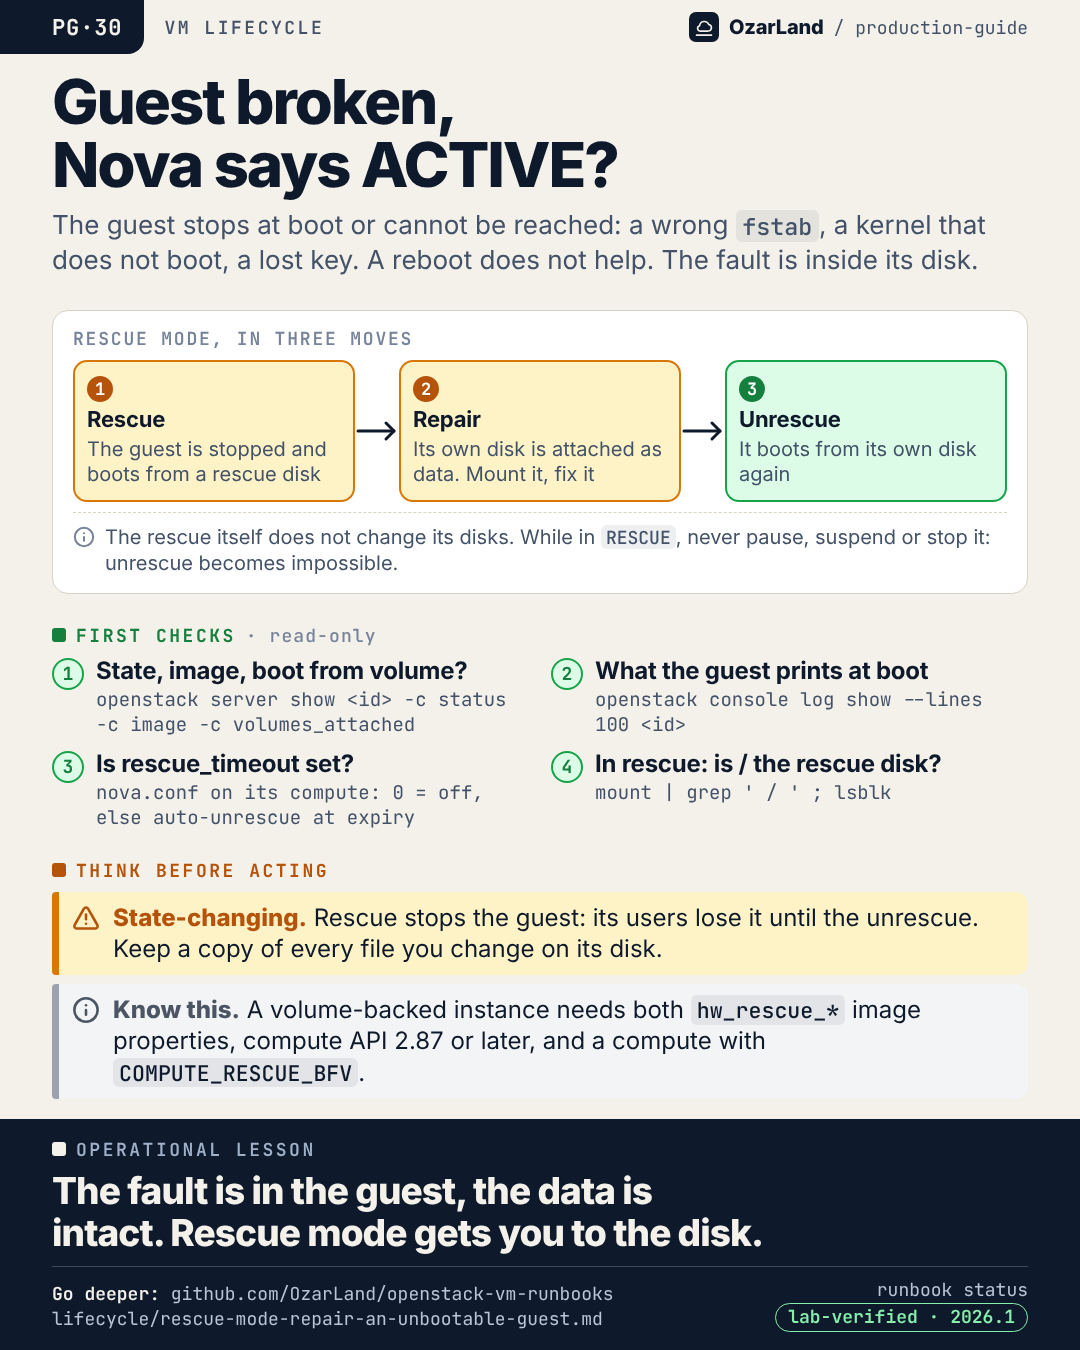 PG·30
VM LIFECYCLE
OzarLand / production-guide
Guest broken,
Nova says ACTIVE?
The guest stops at boot or cannot be reached: a wrong fstab, a kernel that
does not boot, a lost key. A reboot does not help. The fault is inside its disk.
RESCUE MODE, IN THREE MOVES
1
Rescue
The guest is stopped and
boots from a rescue disk
2
Repair
Its own disk is attached as
data. Mount it, fix it
3
Unrescue
It boots from its own disk
again
The rescue itself does not change its disks. While in RESCUE, never pause, suspend or stop it:
unrescue becomes impossible.
FIRST CHECKS · read-only
1 State, image, boot from volume?
openstack server show <id> -c status
-c image -c volumes_attached
2 What the guest prints at boot
openstack console log show --lines
100 <id>
3 Is rescue_timeout set?
nova.conf on its compute: 0 = off,
else auto-unrescue at expiry
4 In rescue: is / the rescue disk?
mount | grep ' / ' ; lsblk
THINK BEFORE ACTING
State-changing. Rescue stops the guest: its users lose it until the unrescue.
Keep a copy of every file you change on its disk.
Know this. A volume-backed instance needs both hw_rescue_* image
properties, compute API 2.87 or later, and a compute with
COMPUTE_RESCUE_BFV.
OPERATIONAL LESSON
The fault is in the guest, the data is
intact. Rescue mode gets you to the disk.
Go deeper: github.com/OzarLand/openstack-vm-runbooks
lifecycle/rescue-mode-repair-an-unbootable-guest.md
runbook status
lab-verified · 2026.1